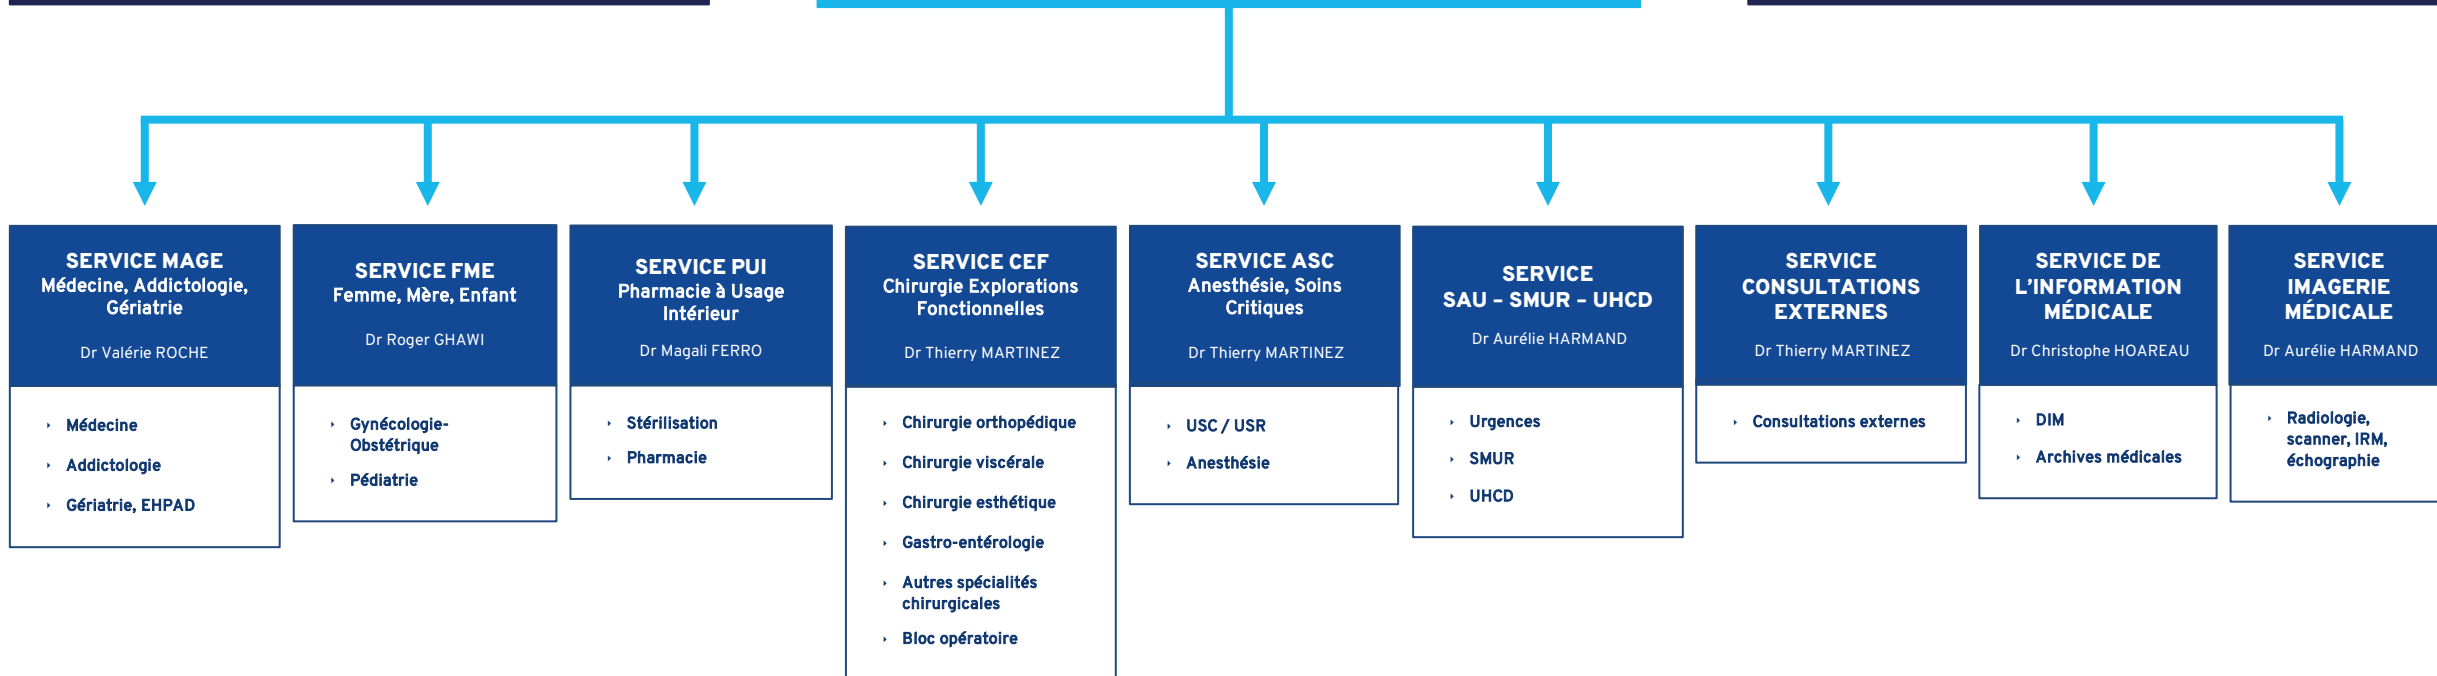 SERVICE MAGE
Médecine, Addictologie,
Gériatrie
Dr Valérie ROCHE
Médecine
Addictologie
Gériatrie, EHPAD
SERVICE FME
Femme, Mère, Enfant
Dr Roger GHAWI
Gynécologie-
Obstétrique
Pédiatrie
SERVICE PUI
Pharmacie à Usage
Intérieur
Dr Magali FERRO
Stérilisation
Pharmacie
SERVICE CEF
Chirurgie Explorations
Fonctionnelles
Dr Thierry MARTINEZ
Chirurgie orthopédique
Chirurgie viscérale
Chirurgie esthétique
Gastro-entérologie
Autres spécialités
chirurgicales
Bloc opératoire
SERVICE ASC
Anesthésie, Soins
Critiques
Dr Thierry MARTINEZ
USC / USR
Anesthésie
SERVICE
SAU – SMUR – UHCD
Dr Aurélie HARMAND
Urgences
SMUR
UHCD
SERVICE
CONSULTATIONS
EXTERNES
Dr Thierry MARTINEZ
Consultations externes
SERVICE DE
L’INFORMATION
MÉDICALE
Dr Christophe HOAREAU
DIM
Archives médicales
SERVICE
IMAGERIE
MÉDICALE
Dr Aurélie HARMAND
Radiologie,
scanner, IRM,
échographie